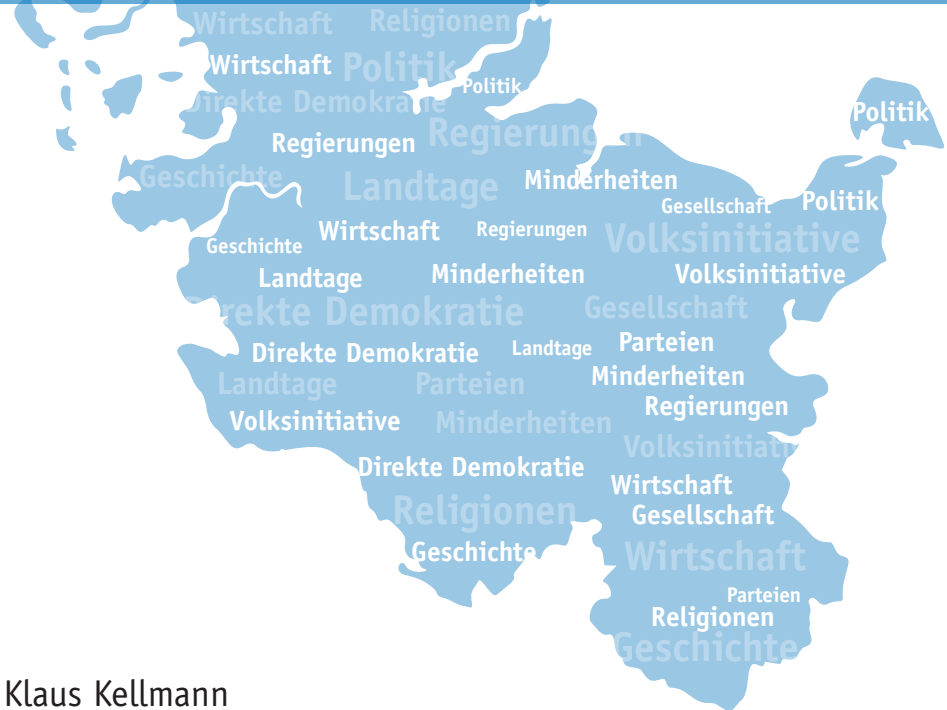 Wirtschaft Religionen
Wirtschaft Politik
Politik
Direkte Demokratie
Politik
Regierungen Regierungen
Geschichte Landtage Minderheiten
Gesellschaft Politik
Geschichte Wirtschaft Regierungen Volksinitiative
Landtage Minderheiten Volksinitiative
Direkte Demokratie Gesellschaft
Direkte Demokratie Landtage Parteien
Landtage Parteien Minderheiten
Regierungen
Volksinitiative Minderheiten
Volksinitiati
Direkte Demokratie
Wirtschaft
Religionen Gesellschaft
Geschichte Wirtschaft
Parteien
Religionen
Geschichte
Klaus Kellmann